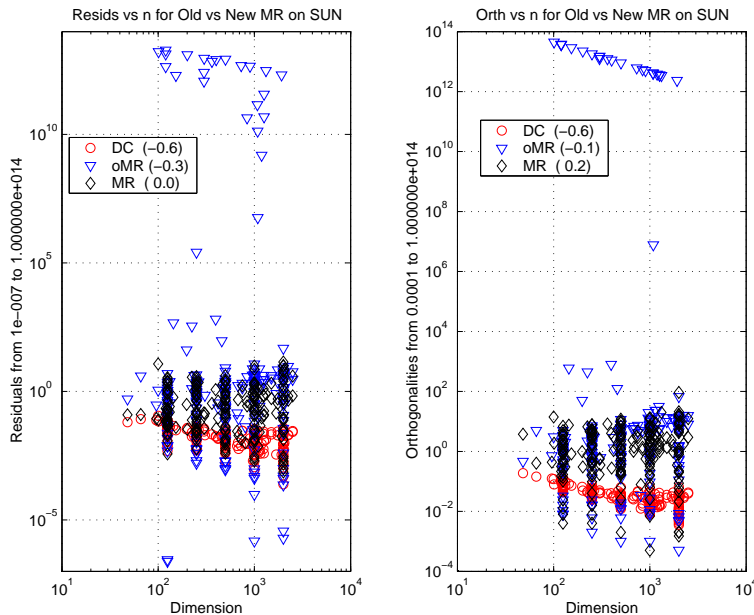 Resids vs n for Old vs New MR on SUN
Residuals from 1e−007 to 1.000000e+014
10^10
10^5
10^0
10^−5
DC (−0.6)
oMR (−0.3)
MR ( 0.0)
10^1
10^2
10^3
10^4
Dimension
Orth vs n for Old vs New MR on SUN
Orthogonalities from 0.0001 to 1.000000e+014
10^14
10^12
10^10
10^8
10^6
10^4
10^2
10^0
10^−2
10^−4
DC (−0.6)
oMR (−0.1)
MR ( 0.2)
10^1
10^2
10^3
10^4
Dimension